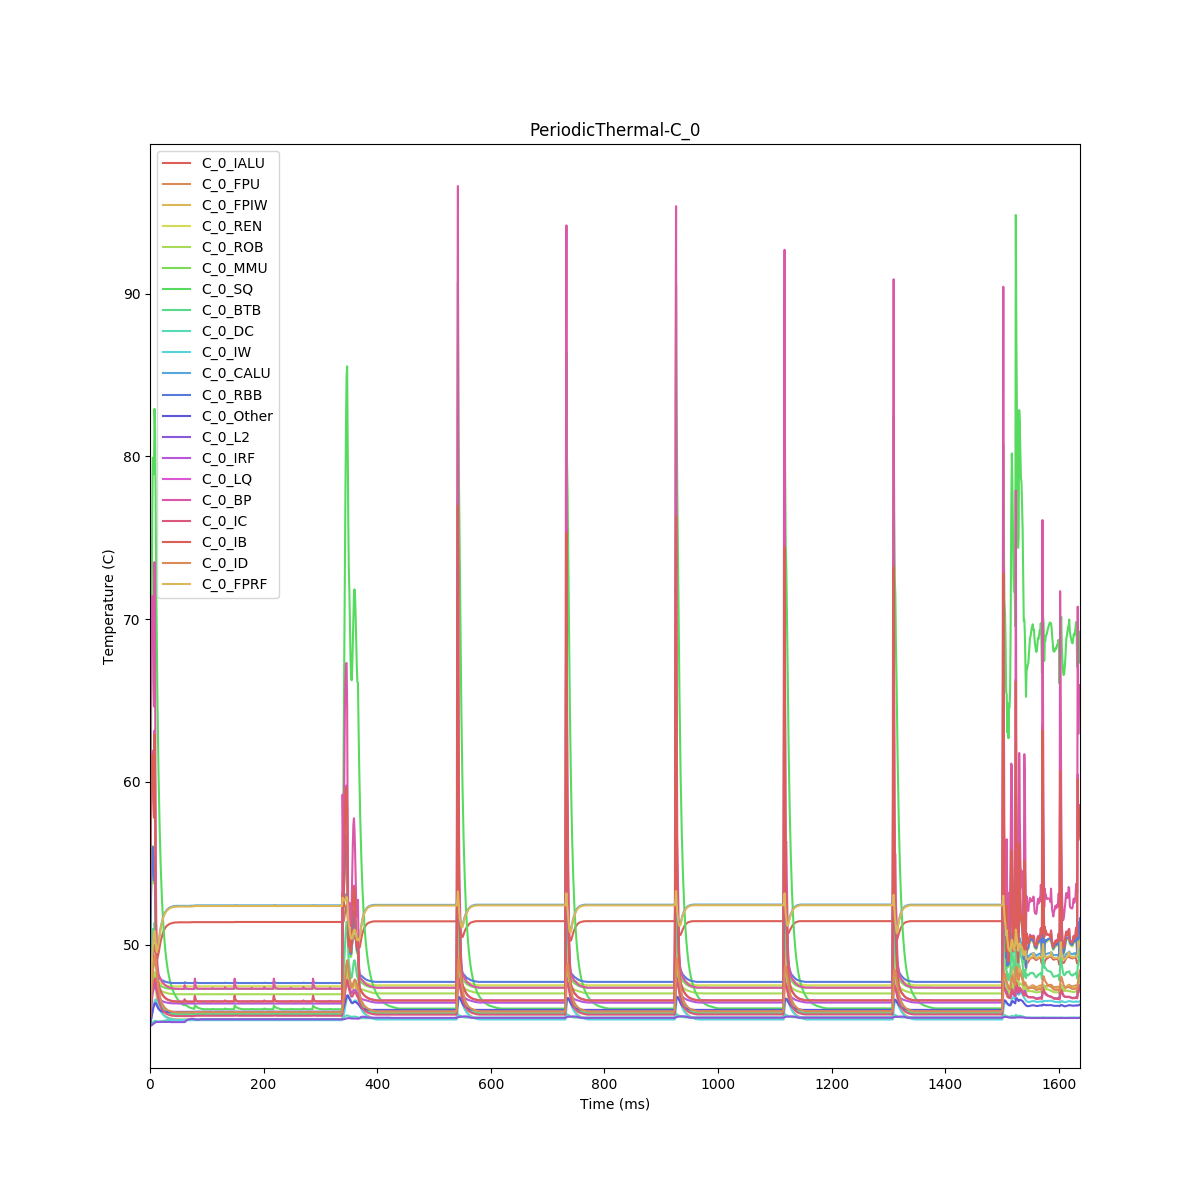 PeriodicThermal-C_0
C_0_IALU
C_0_FPU
C_0_FPIW
C_0_REN
C_0_ROB
C_0_MMU
C_0_SQ
C_0_BTB
C_0_DC
C_0_IW
C_0_CALU
C_0_RBB
C_0_Other
C_0_L2
C_0_IRF
C_0_LQ
C_0_BP
C_0_IC
C_0_IB
C_0_ID
C_0_FPRF
Temperature (C)
90
80
70
60
50
0 200 400 600 800 1000 1200 1400 1600
Time (ms)